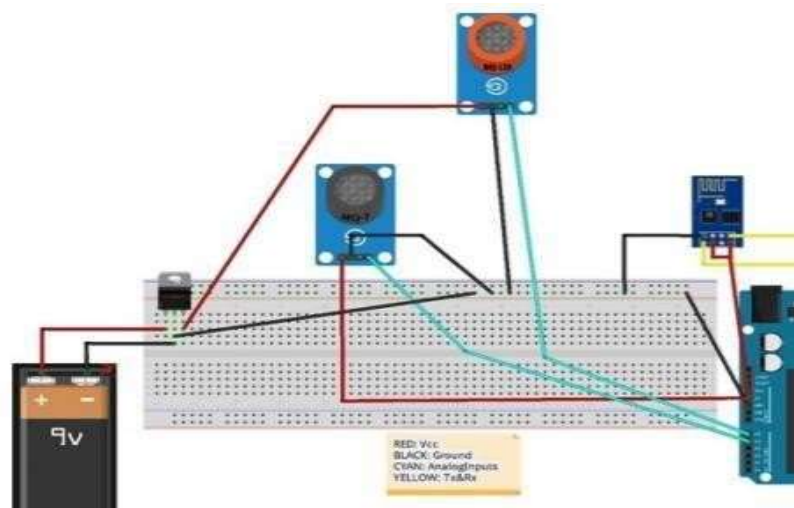 MQ-7
+ -
9V
RED: Vcc
BLACK: Ground
CYAN: AnalogInputs
YELLOW: Tx&Rx